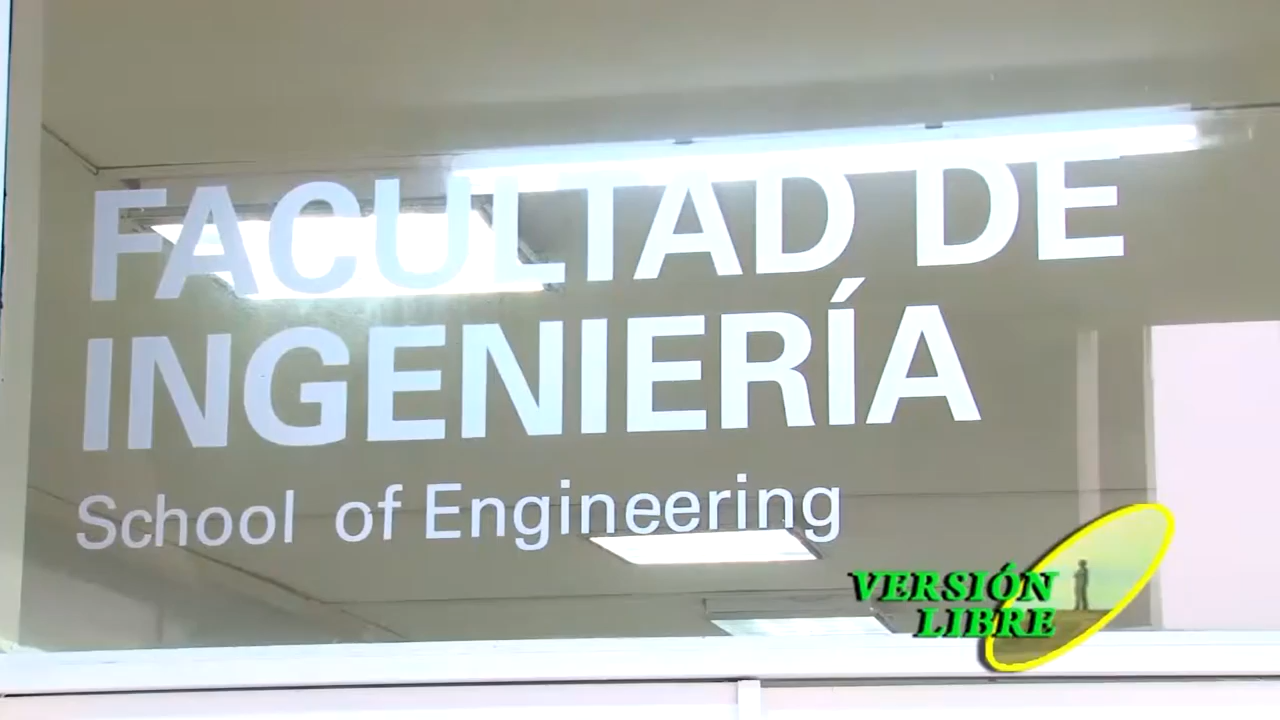 FACULTAD DE
INGENIERÍA
School of Engineering
VERSIÓN
LIBRE